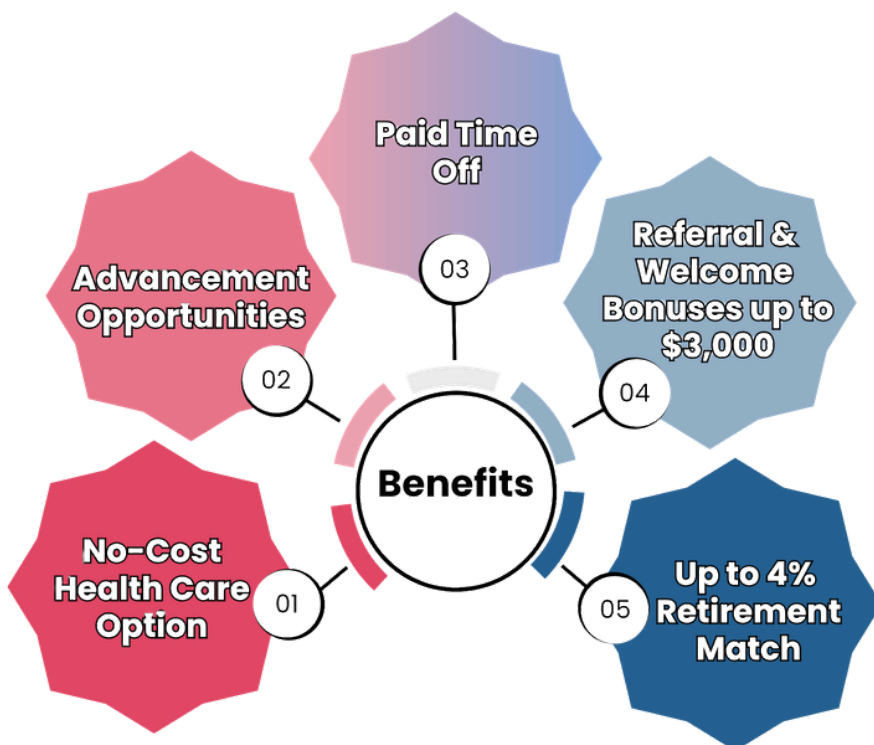 Benefits
01
No-Cost
Health Care
Option
02
Advancement
Opportunities
03
Paid Time
Off
04
Referral &
Welcome
Bonuses up to
$3,000
05
Up to 4%
Retirement
Match